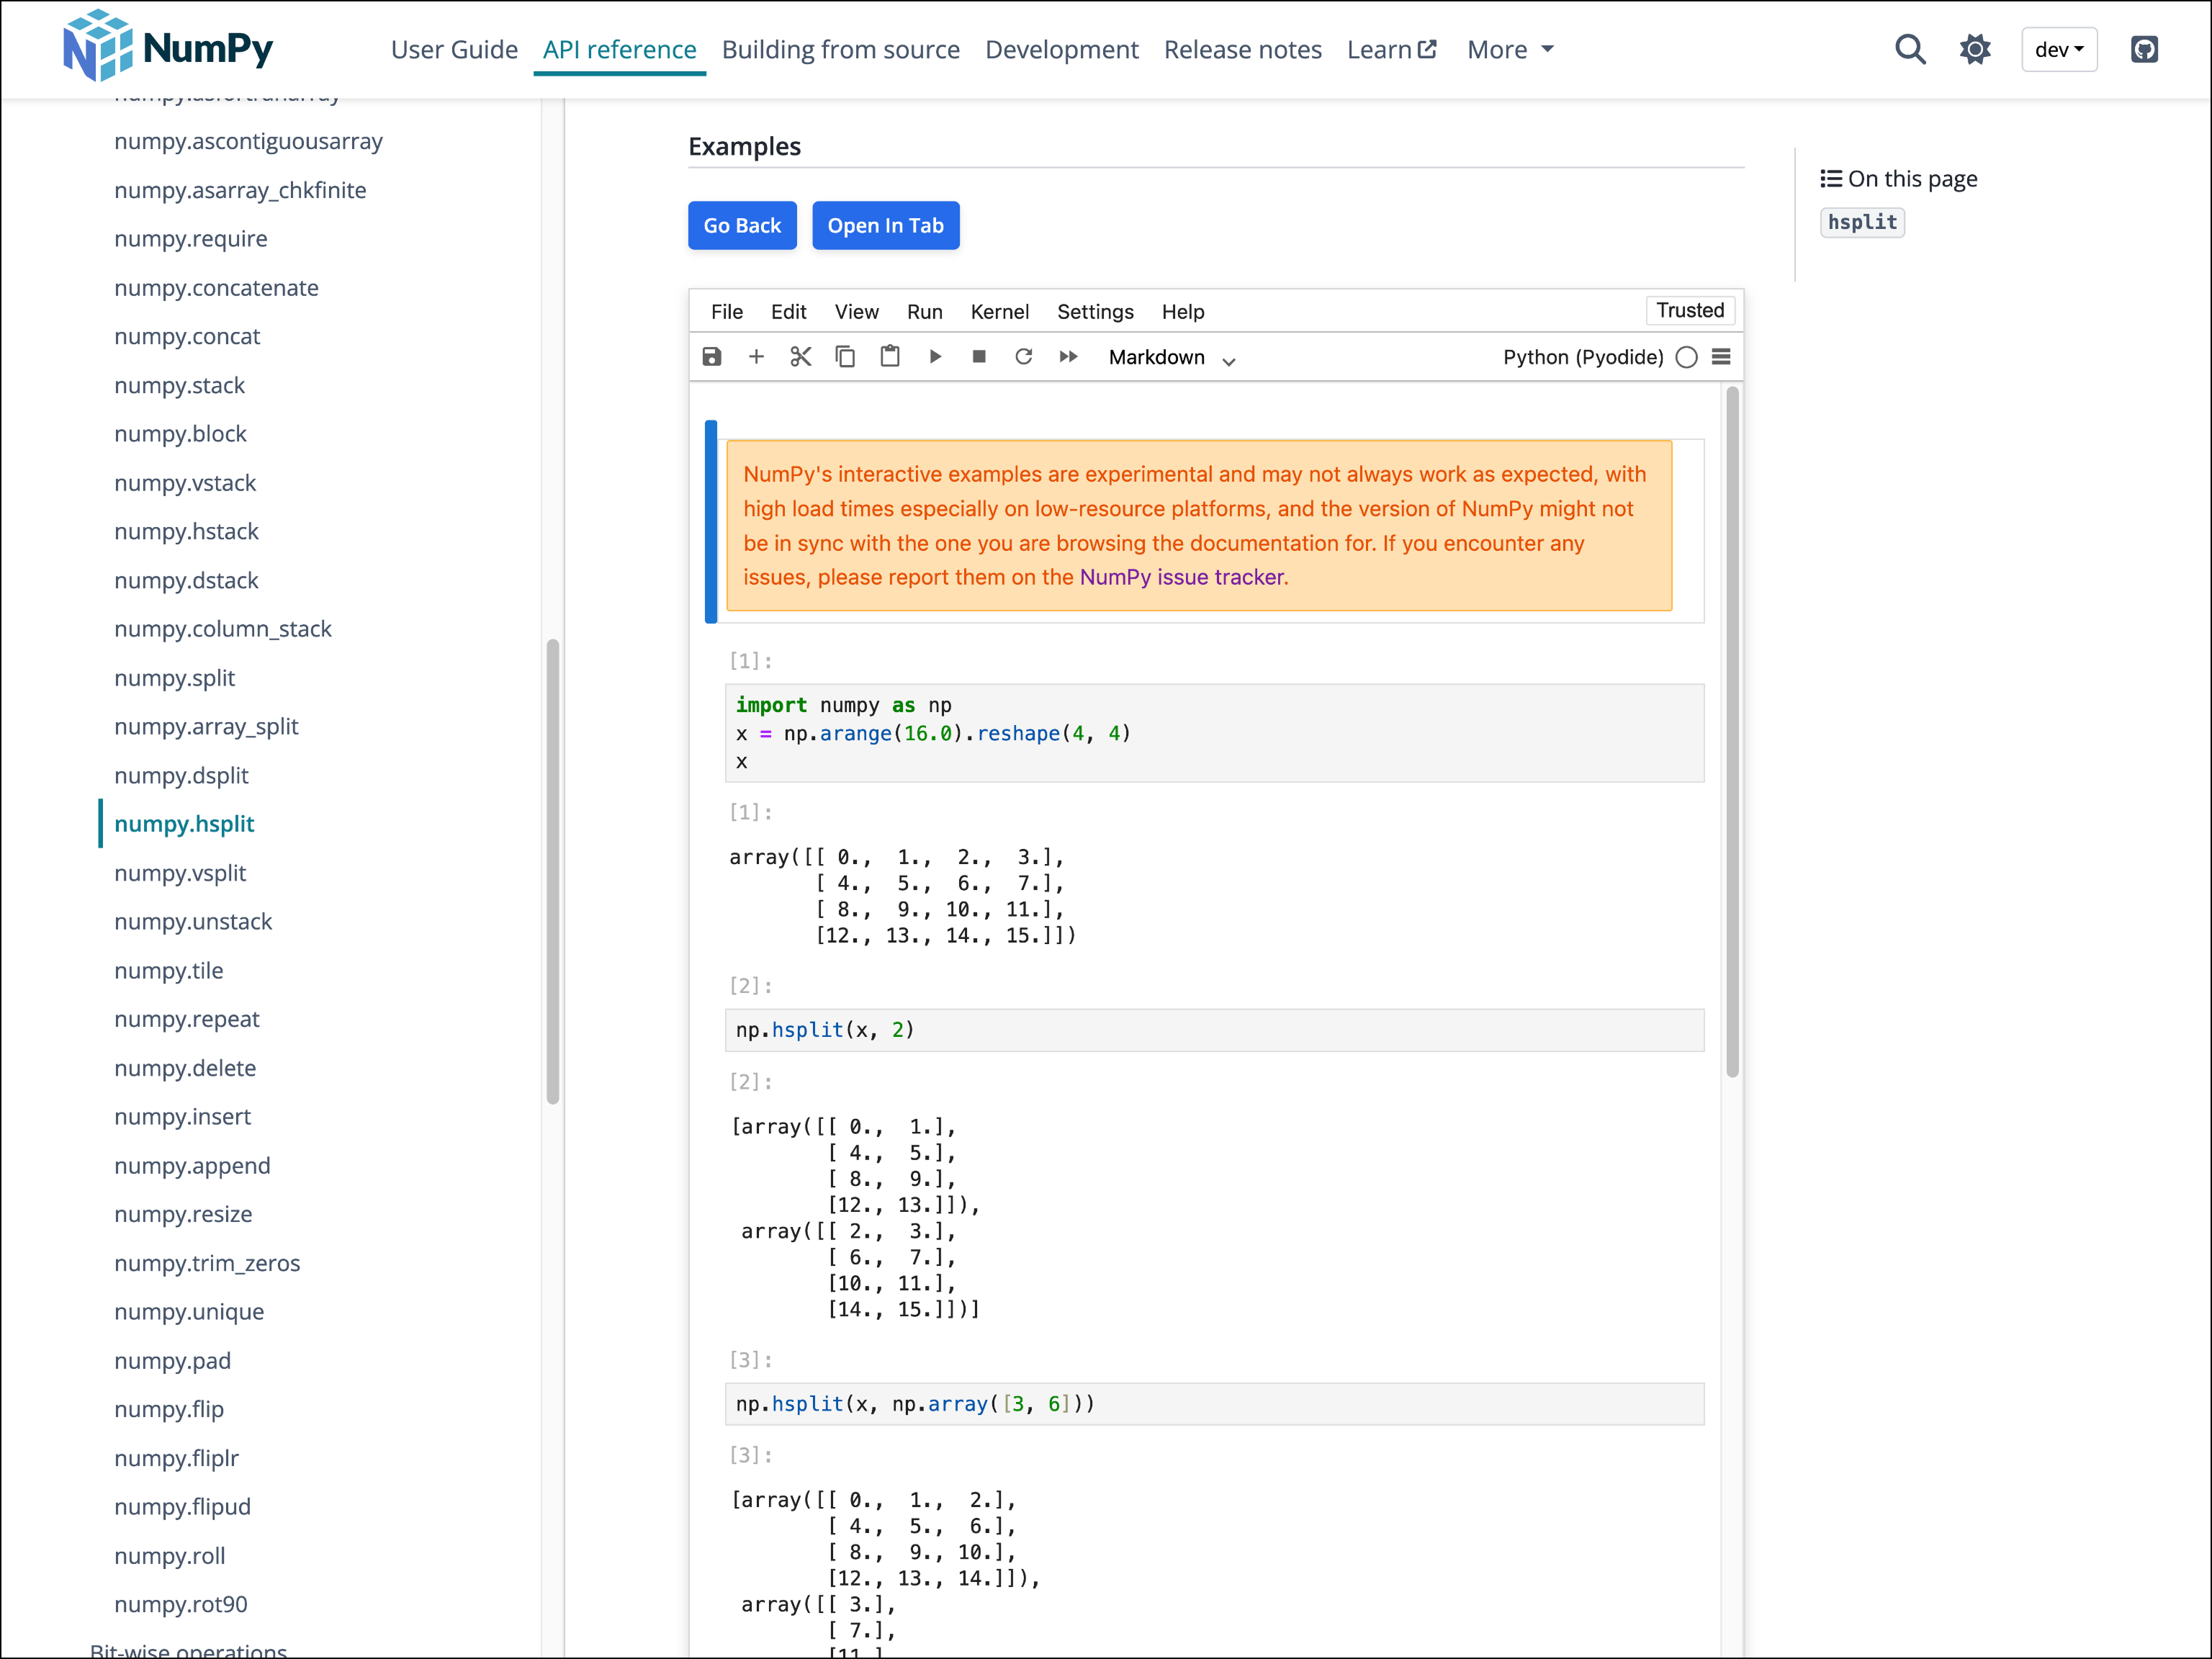 NumPy
User Guide API reference Building from source Development Release notes Learn More dev
numpy.asfortranarray
numpy.ascontiguousarray
numpy.asarray_chkfinite
numpy.require
numpy.concatenate
numpy.concat
numpy.stack
numpy.block
numpy.vstack
numpy.hstack
numpy.dstack
numpy.column_stack
numpy.split
numpy.array_split
numpy.dsplit
numpy.hsplit
numpy.vsplit
numpy.unstack
numpy.tile
numpy.repeat
numpy.delete
numpy.insert
numpy.append
numpy.resize
numpy.trim_zeros
numpy.unique
numpy.pad
numpy.flip
numpy.fliplr
numpy.flipud
numpy.roll
numpy.rot90
Bit-wise operations
Examples
Go Back Open In Tab
File Edit View Run Kernel Settings Help Trusted
Markdown Python (Pyodide)
NumPy's interactive examples are experimental and may not always work as expected, with
high load times especially on low-resource platforms, and the version of NumPy might not
be in sync with the one you are browsing the documentation for. If you encounter any
issues, please report them on the NumPy issue tracker.
[1]:
import numpy as np
x = np.arange(16.0).reshape(4, 4)
x
[1]:
array([[ 0.,  1.,  2.,  3.],
       [ 4.,  5.,  6.,  7.],
       [ 8.,  9., 10., 11.],
       [12., 13., 14., 15.]])
[2]:
np.hsplit(x, 2)
[2]:
[array([[ 0.,  1.],
        [ 4.,  5.],
        [ 8.,  9.],
        [12., 13.]]),
 array([[ 2.,  3.],
        [ 6.,  7.],
        [10., 11.],
        [14., 15.]])]
[3]:
np.hsplit(x, np.array([3, 6]))
[3]:
[array([[ 0.,  1.,  2.],
        [ 4.,  5.,  6.],
        [ 8.,  9., 10.],
        [12., 13., 14.]]),
 array([[ 3.],
        [ 7.],
        [11.]
On this page
hsplit